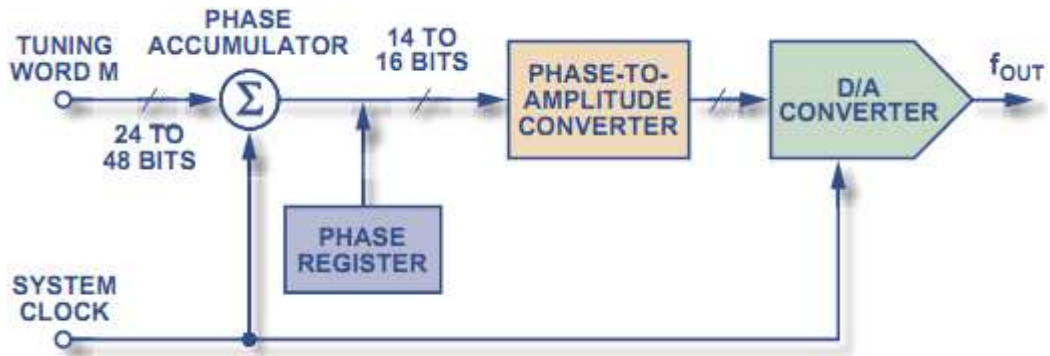 PHASE
ACCUMULATOR
TUNING
WORD M
24 TO
48 BITS
Σ
14 TO
16 BITS
PHASE-TO-
AMPLITUDE
CONVERTER
D/A
CONVERTER
fOUT
PHASE
REGISTER
SYSTEM
CLOCK